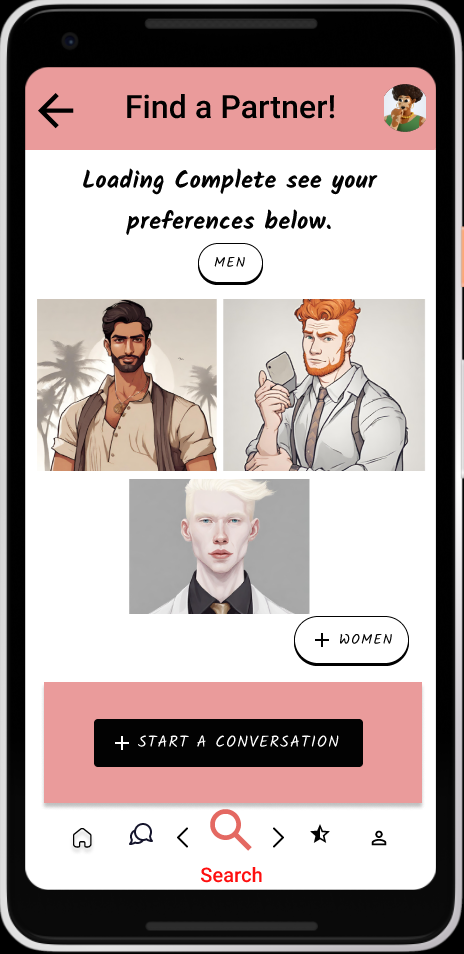 Find a Partner!
Loading Complete see your
preferences below.
MEN
+ WOMEN
+ START A CONVERSATION
Search